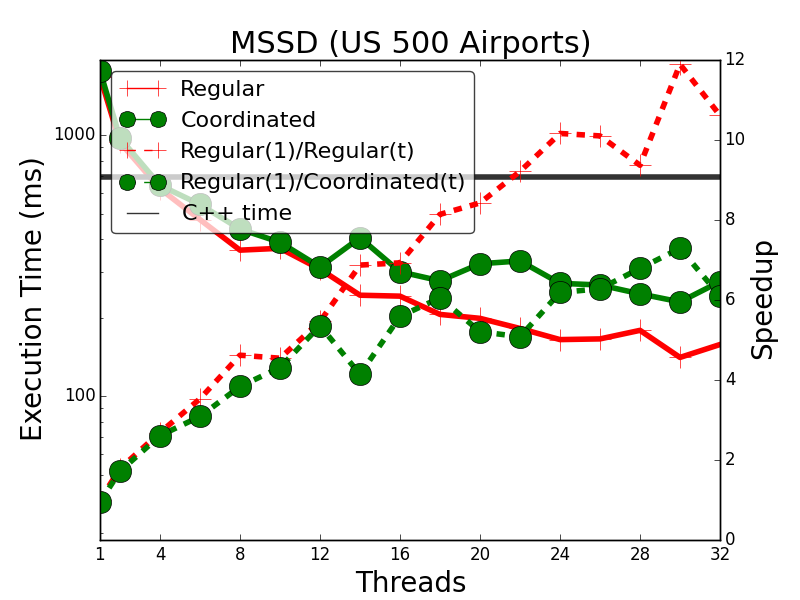 MSSD (US 500 Airports)
Regular
Coordinated
Regular(1)/Regular(t)
Regular(1)/Coordinated(t)
C++ time
Execution Time (ms)
1000
100
Speedup
12
10
8
6
4
2
0
1 4 8 12 16 20 24 28 32
Threads